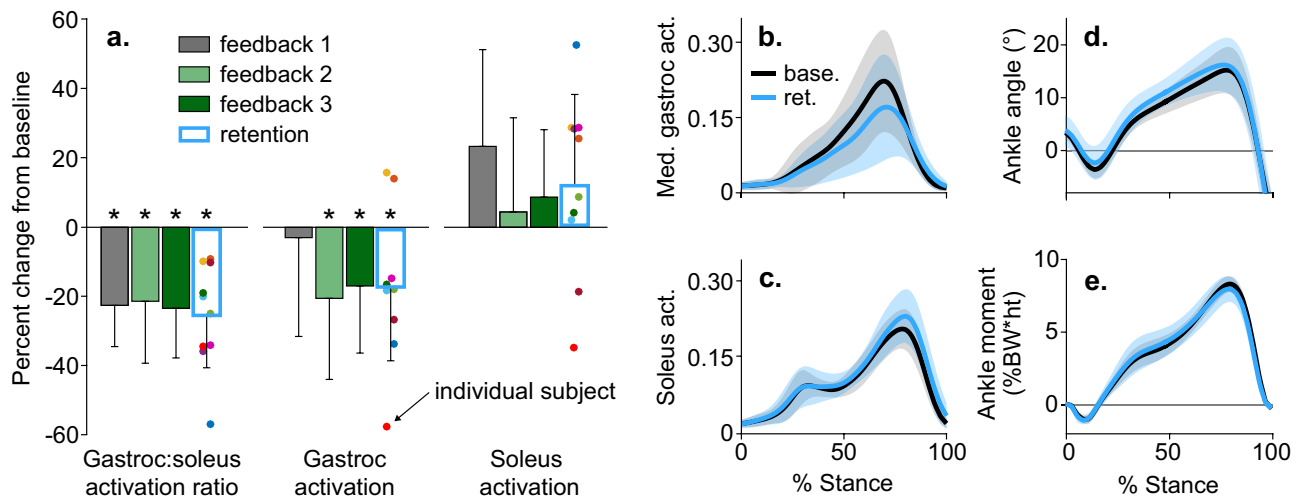 a.
Percent change from baseline
60
40
20
0
-20
-40
-60
feedback 1
feedback 2
feedback 3
retention
* * * *
* * *
individual subject
Gastroc:soleus
activation ratio
Gastroc
activation
Soleus
activation
b.
Med. gastroc act.
0.30
0.15
0
base.
ret.
c.
Soleus act.
0.30
0.15
0
0 50 100
% Stance
d.
Ankle angle (°)
20
10
0
e.
Ankle moment
(%BW*ht)
10
5
0
0 50 100
% Stance